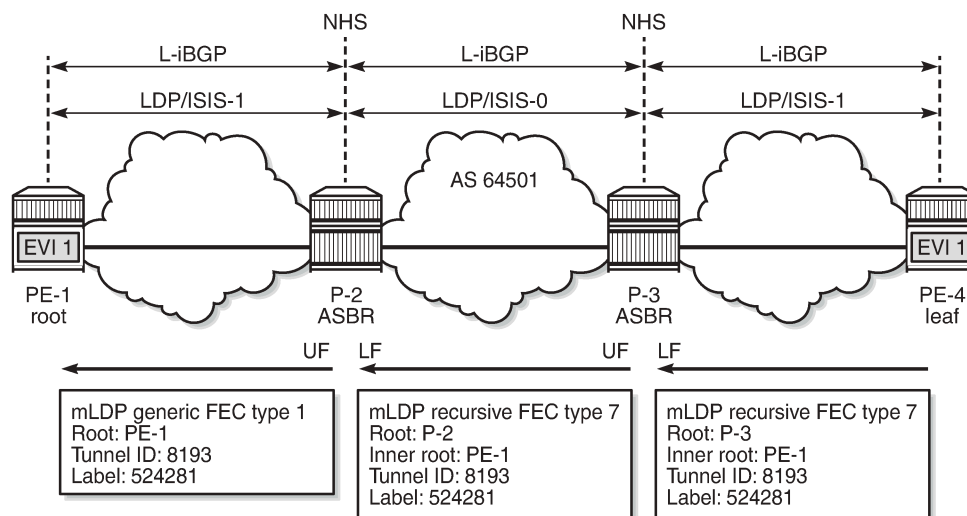 NHS NHS
L-iBGP L-iBGP L-iBGP
LDP/ISIS-1 LDP/ISIS-0 LDP/ISIS-1
AS 64501
EVI 1 EVI 1
PE-1 P-2 P-3 PE-4
root ASBR ASBR leaf
UF LF UF LF
mLDP generic FEC type 1
Root: PE-1
Tunnel ID: 8193
Label: 524281
mLDP recursive FEC type 7
Root: P-2
Inner root: PE-1
Tunnel ID: 8193
Label: 524281
mLDP recursive FEC type 7
Root: P-3
Inner root: PE-1
Tunnel ID: 8193
Label: 524281